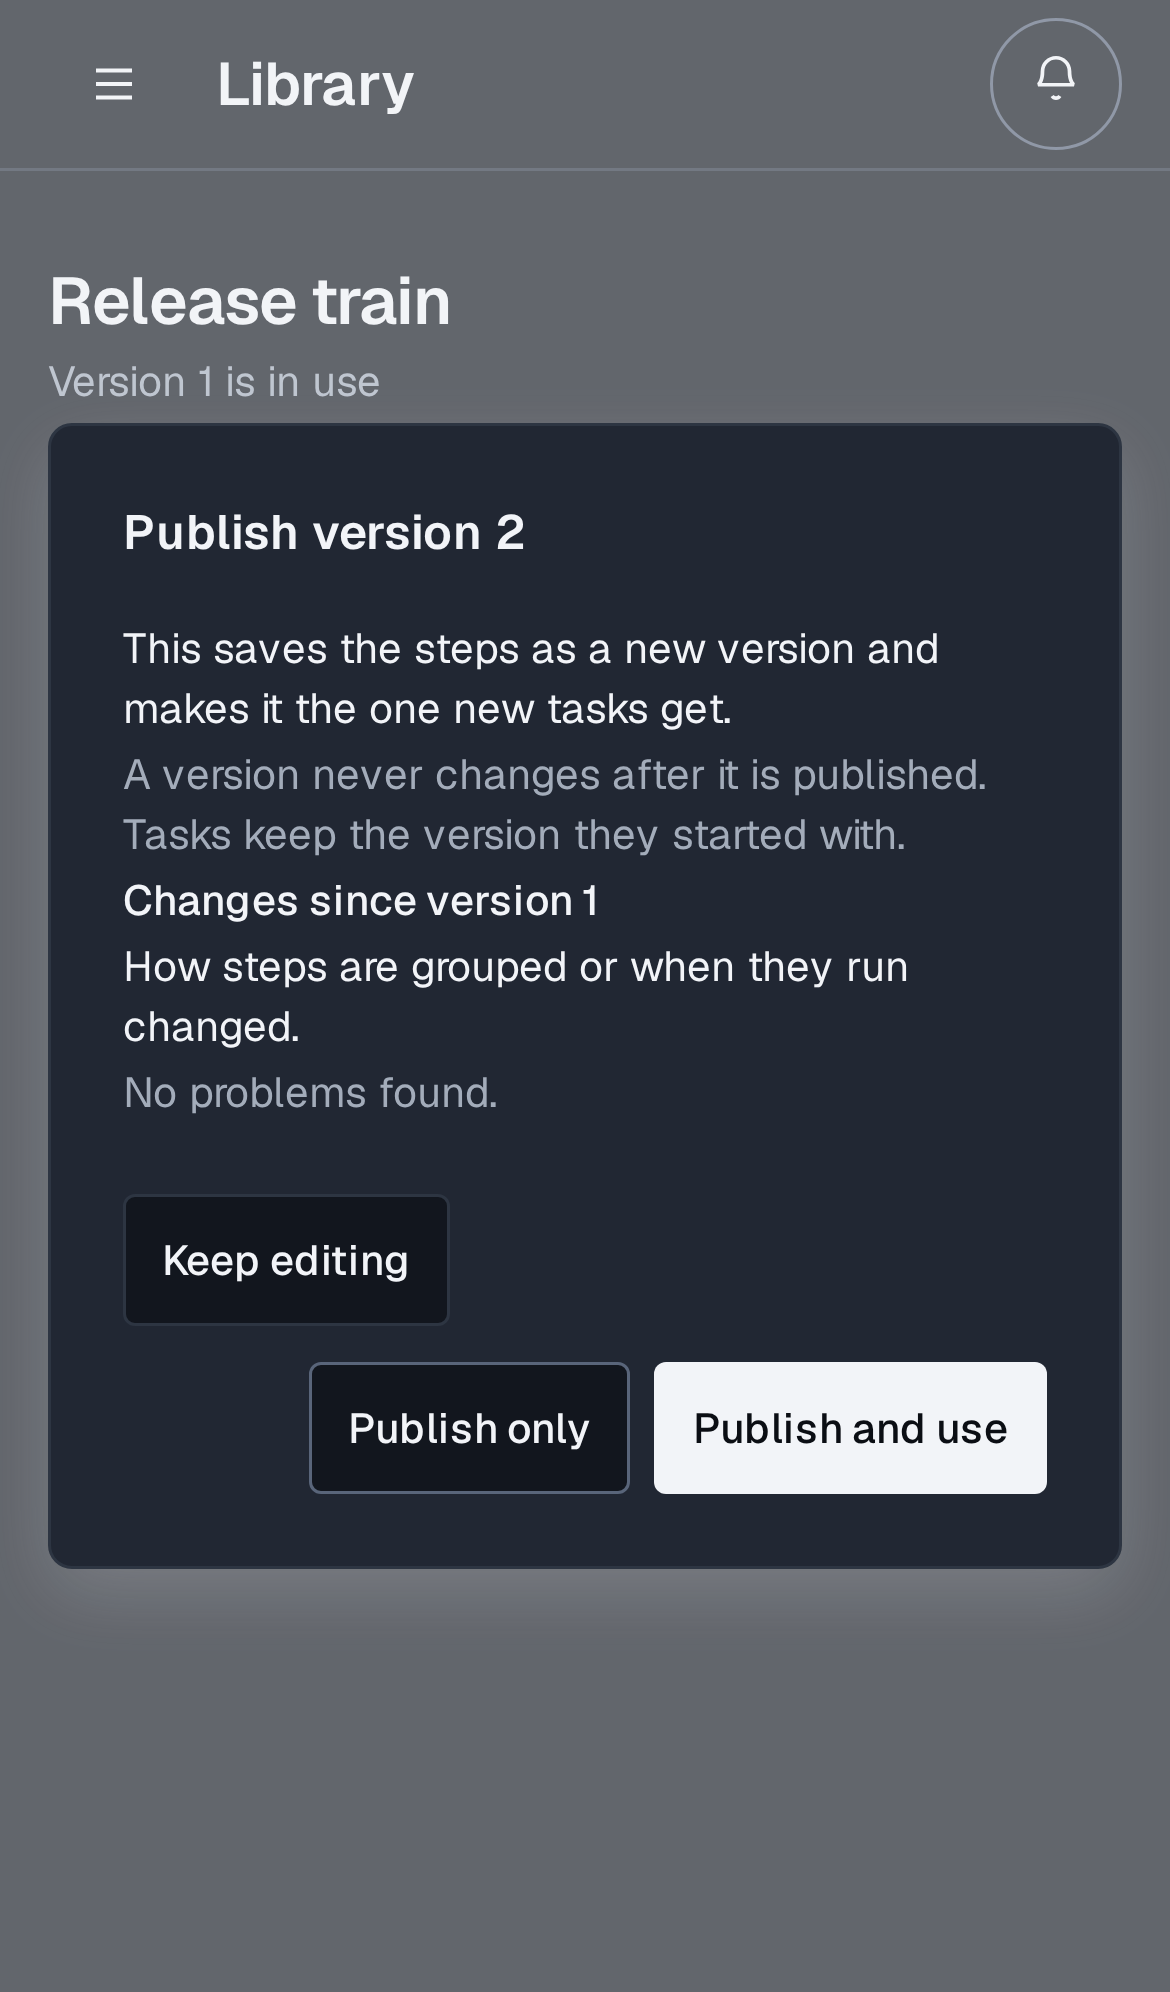 Library
Release train
Version 1 is in use
Publish version 2
This saves the steps as a new version and
makes it the one new tasks get.
A version never changes after it is published.
Tasks keep the version they started with.
Changes since version 1
How steps are grouped or when they run
changed.
No problems found.
Keep editing
Publish only
Publish and use